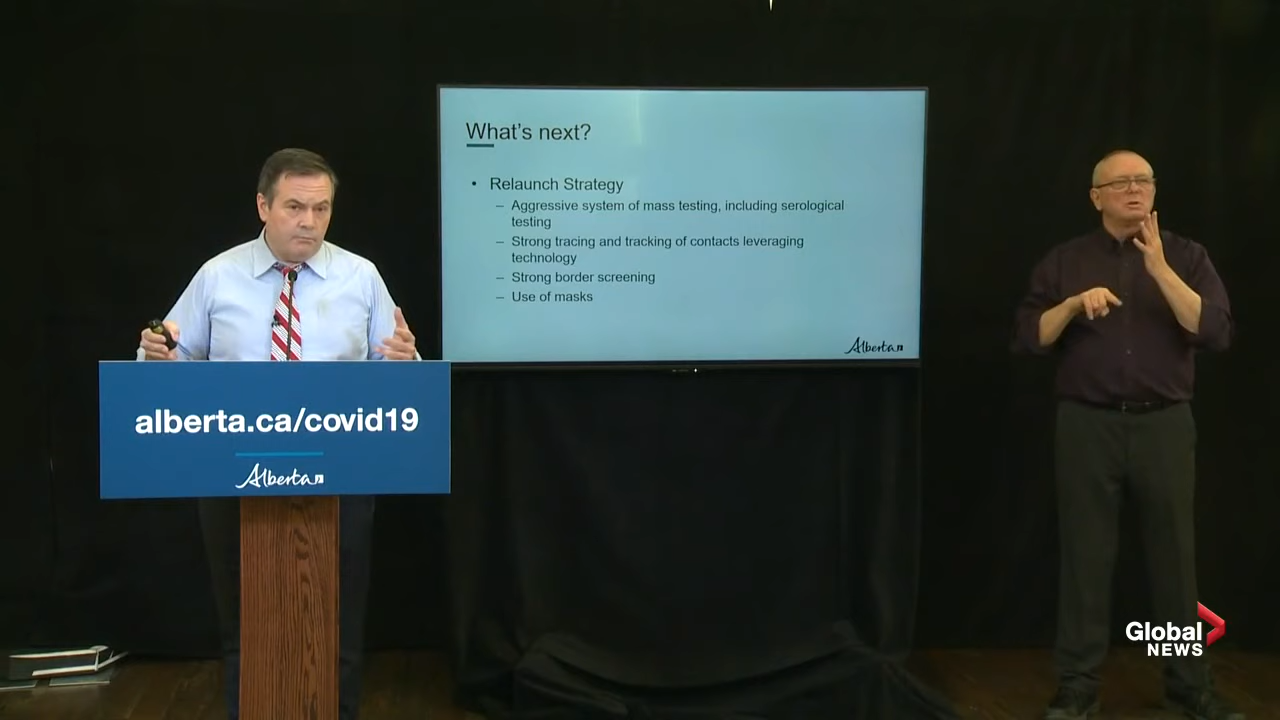 What's next?
• Relaunch Strategy
– Aggressive system of mass testing, including serological
testing
– Strong tracing and tracking of contacts leveraging
technology
– Strong border screening
– Use of masks
Alberta
alberta.ca/covid19
Alberta
Global
NEWS